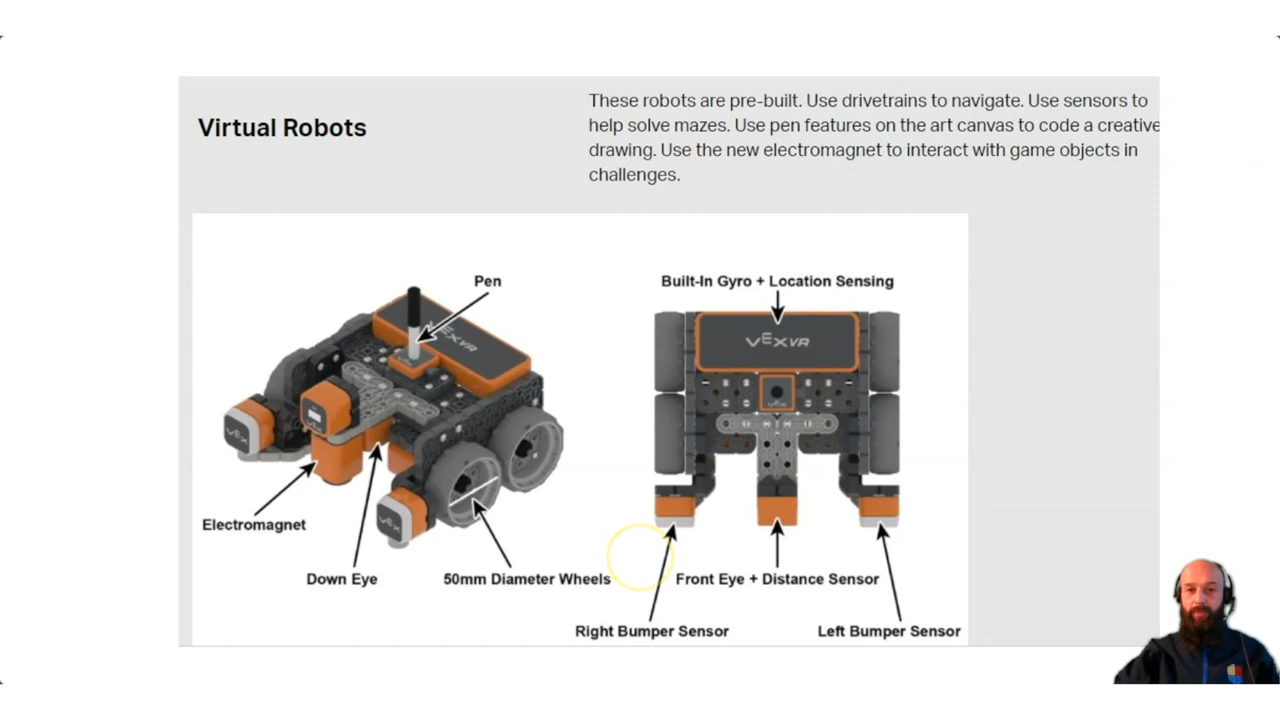 Virtual Robots
These robots are pre-built. Use drivetrains to navigate. Use sensors to
help solve mazes. Use pen features on the art canvas to code a creative
drawing. Use the new electromagnet to interact with game objects in
challenges.
Pen
Built-In Gyro + Location Sensing
VEXVR
VEXVR
VEX
VEX
Electromagnet
Down Eye
50mm Diameter Wheels
Front Eye + Distance Sensor
Right Bumper Sensor
Left Bumper Sensor